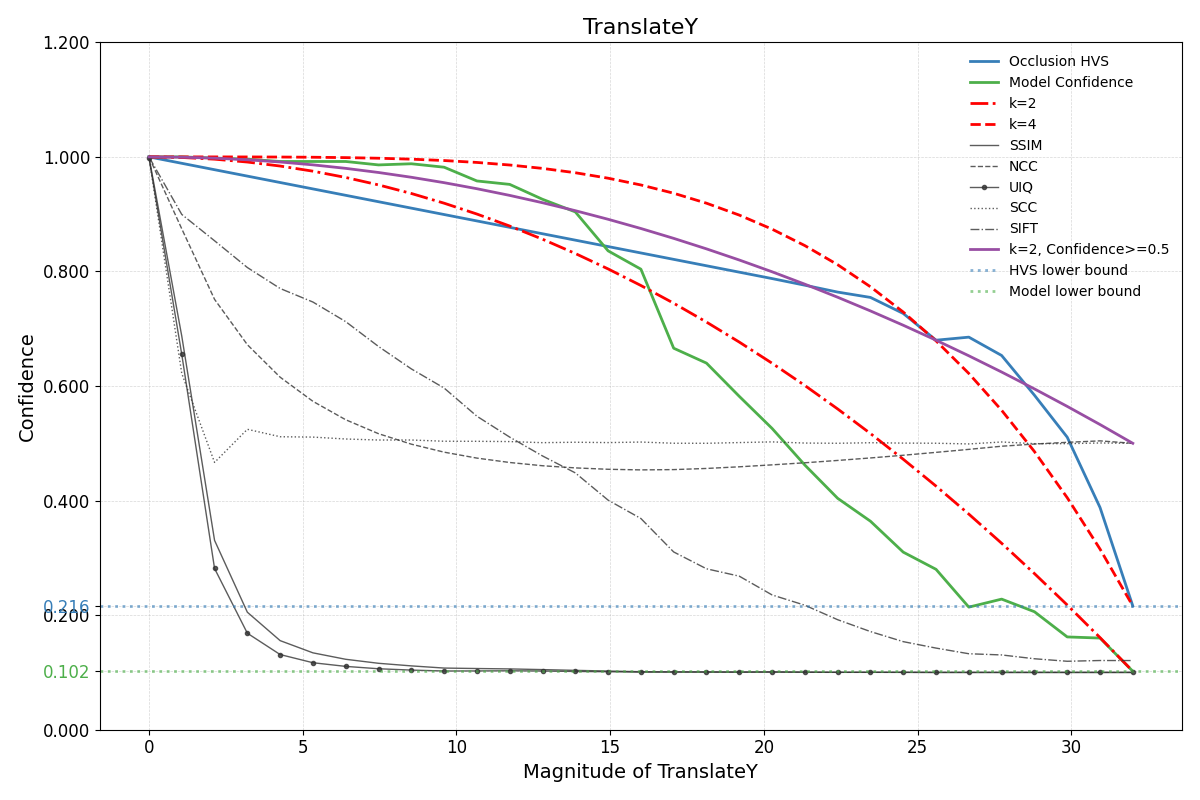 TranslateY
1.200
1.000
0.800
0.600
0.400
0.216
0.200
0.102
0.000
Confidence
0
5
10
15
20
25
30
Magnitude of TranslateY
Occlusion HVS
Model Confidence
k=2
k=4
SSIM
NCC
UIQ
SCC
SIFT
k=2, Confidence>=0.5
HVS lower bound
Model lower bound